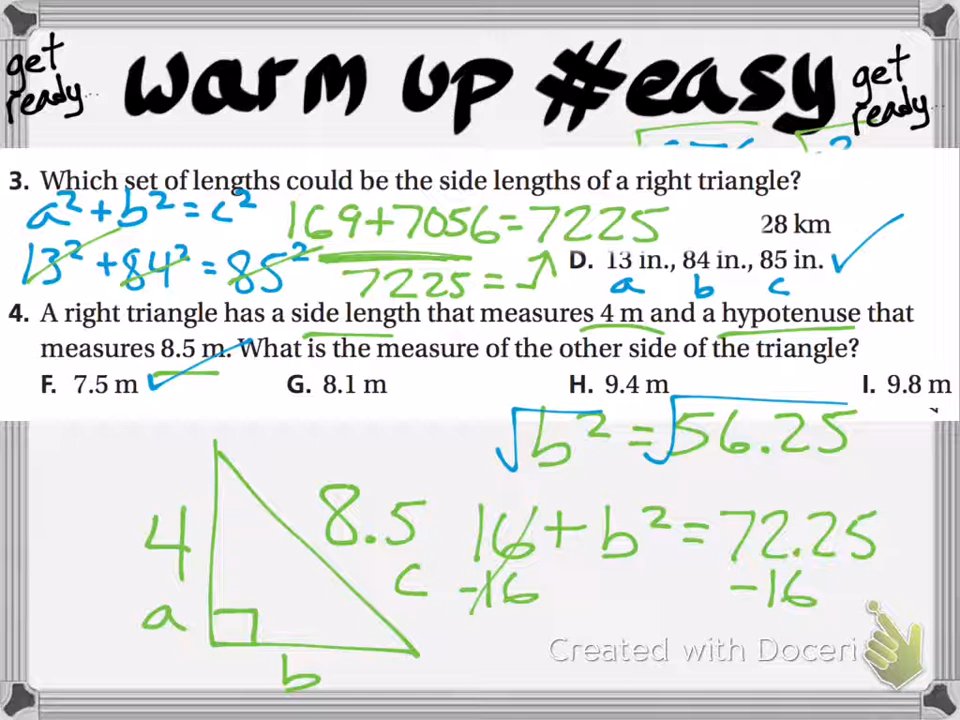 get ready..
warm up #easy
get ready...
3. Which set of lengths could be the side lengths of a right triangle?
a² + b² = c²
169+7056=7225
28 km
13² + 84² = 85²
7225 =
D. 13 in., 84 in., 85 in.
a b c
4. A right triangle has a side length that measures 4 m and a hypotenuse that
measures 8.5 m. What is the measure of the other side of the triangle?
F. 7.5 m G. 8.1 m H. 9.4 m I. 9.8 m
√b² = √56.25
4 8.5
16 + b² = 72.25
-16 -16
a c
b
Created with Doceri